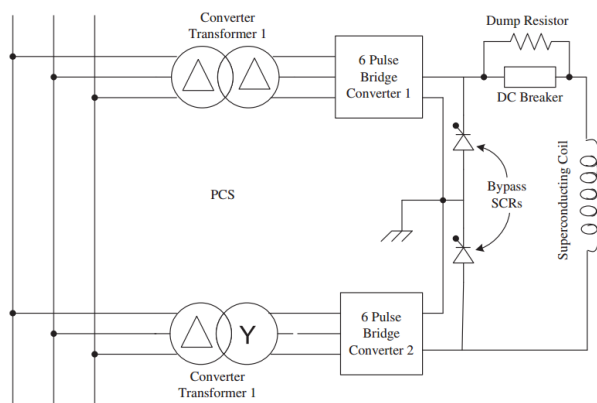 Converter
Transformer 1
Dump Resistor
6 Pulse
Bridge
Converter 1
DC Breaker
PCS
Bypass
SCRs
Superconducting Coil
Y
6 Pulse
Bridge
Converter 2
Converter
Transformer 1